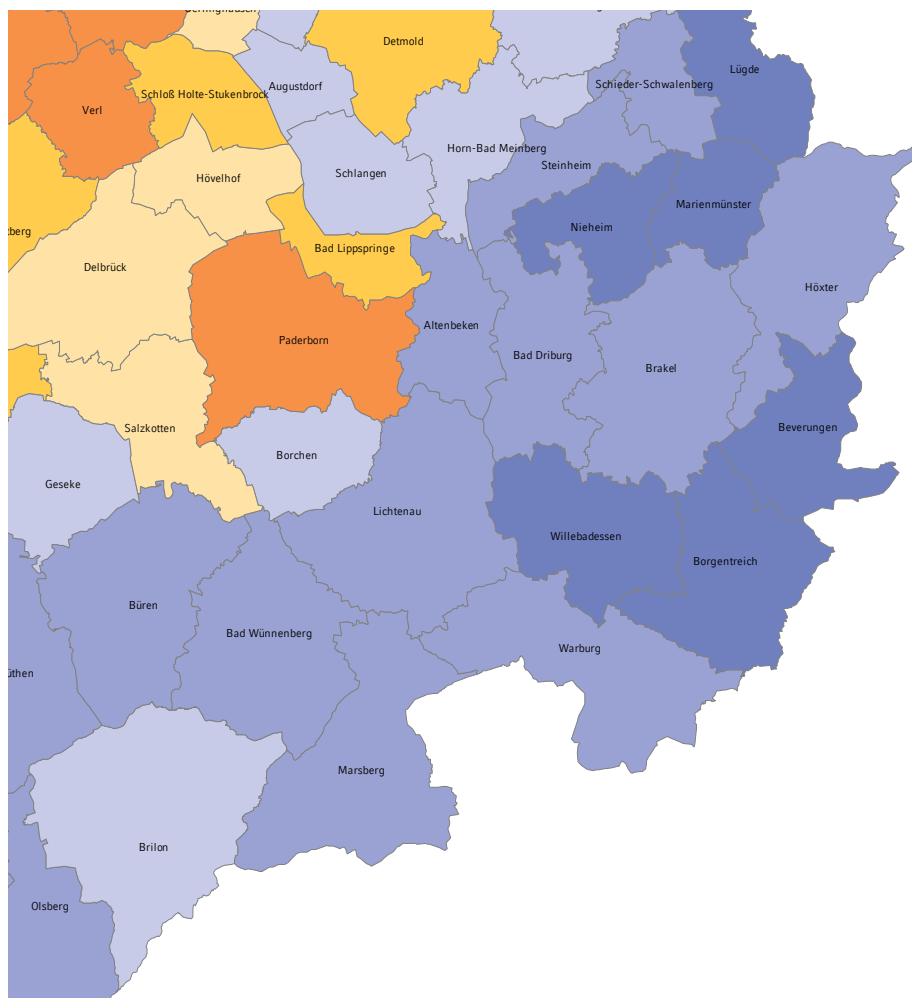 Detmold
Lügde
Schieder-Schwalenberg
Augustdorf
Schloß Holte-Stukenbrock
Verl
Horn-Bad Meinberg
Steinheim
Schlangen
Hövelhof
Marienmünster
Nieheim
Bad Lippspringe
Delbrück
Höxter
Altenbeken
Paderborn
Bad Driburg
Brakel
Salzkotten
Beverungen
Borchen
Geseke
Lichtenau
Willebadessen
Borgentreich
Büren
Bad Wünnenberg
Warburg
Marsberg
Brilon
Olsberg